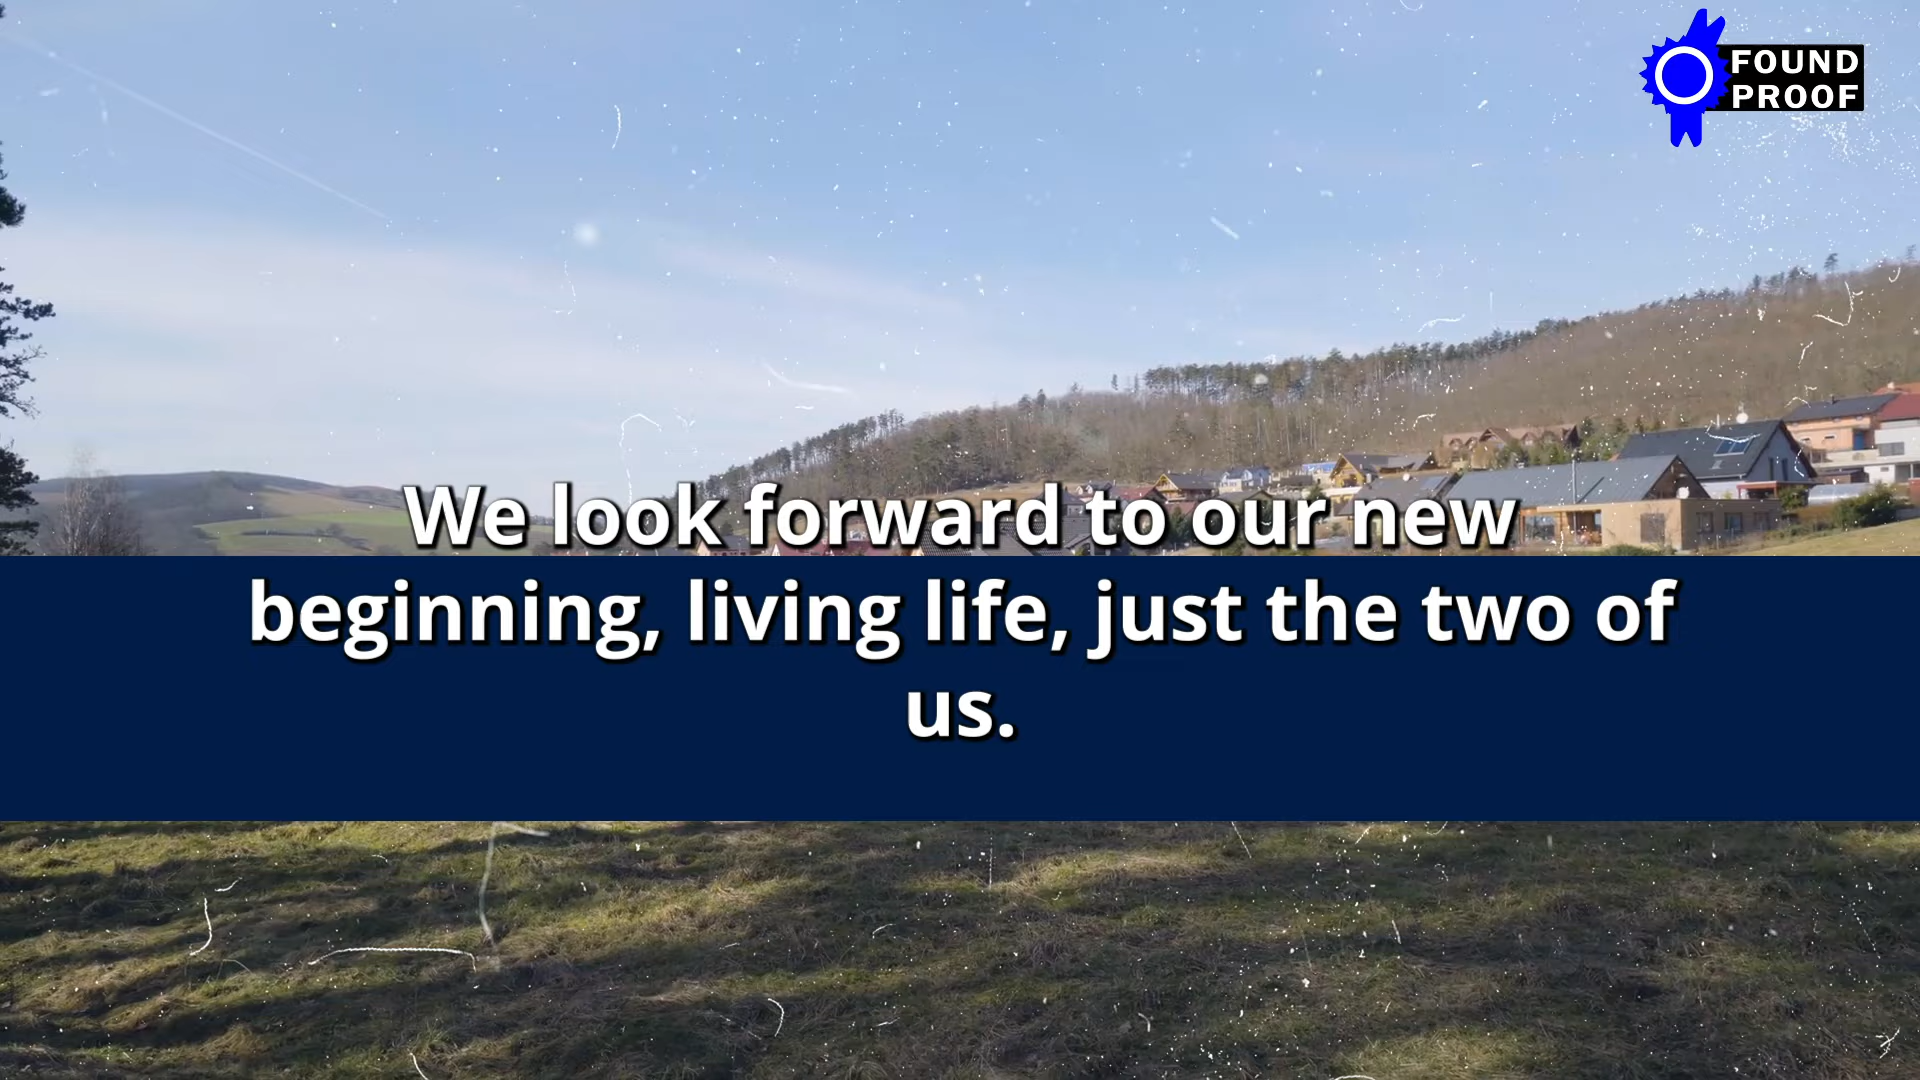 FOUND
PROOF
We look forward to our new
beginning, living life, just the two of
us.